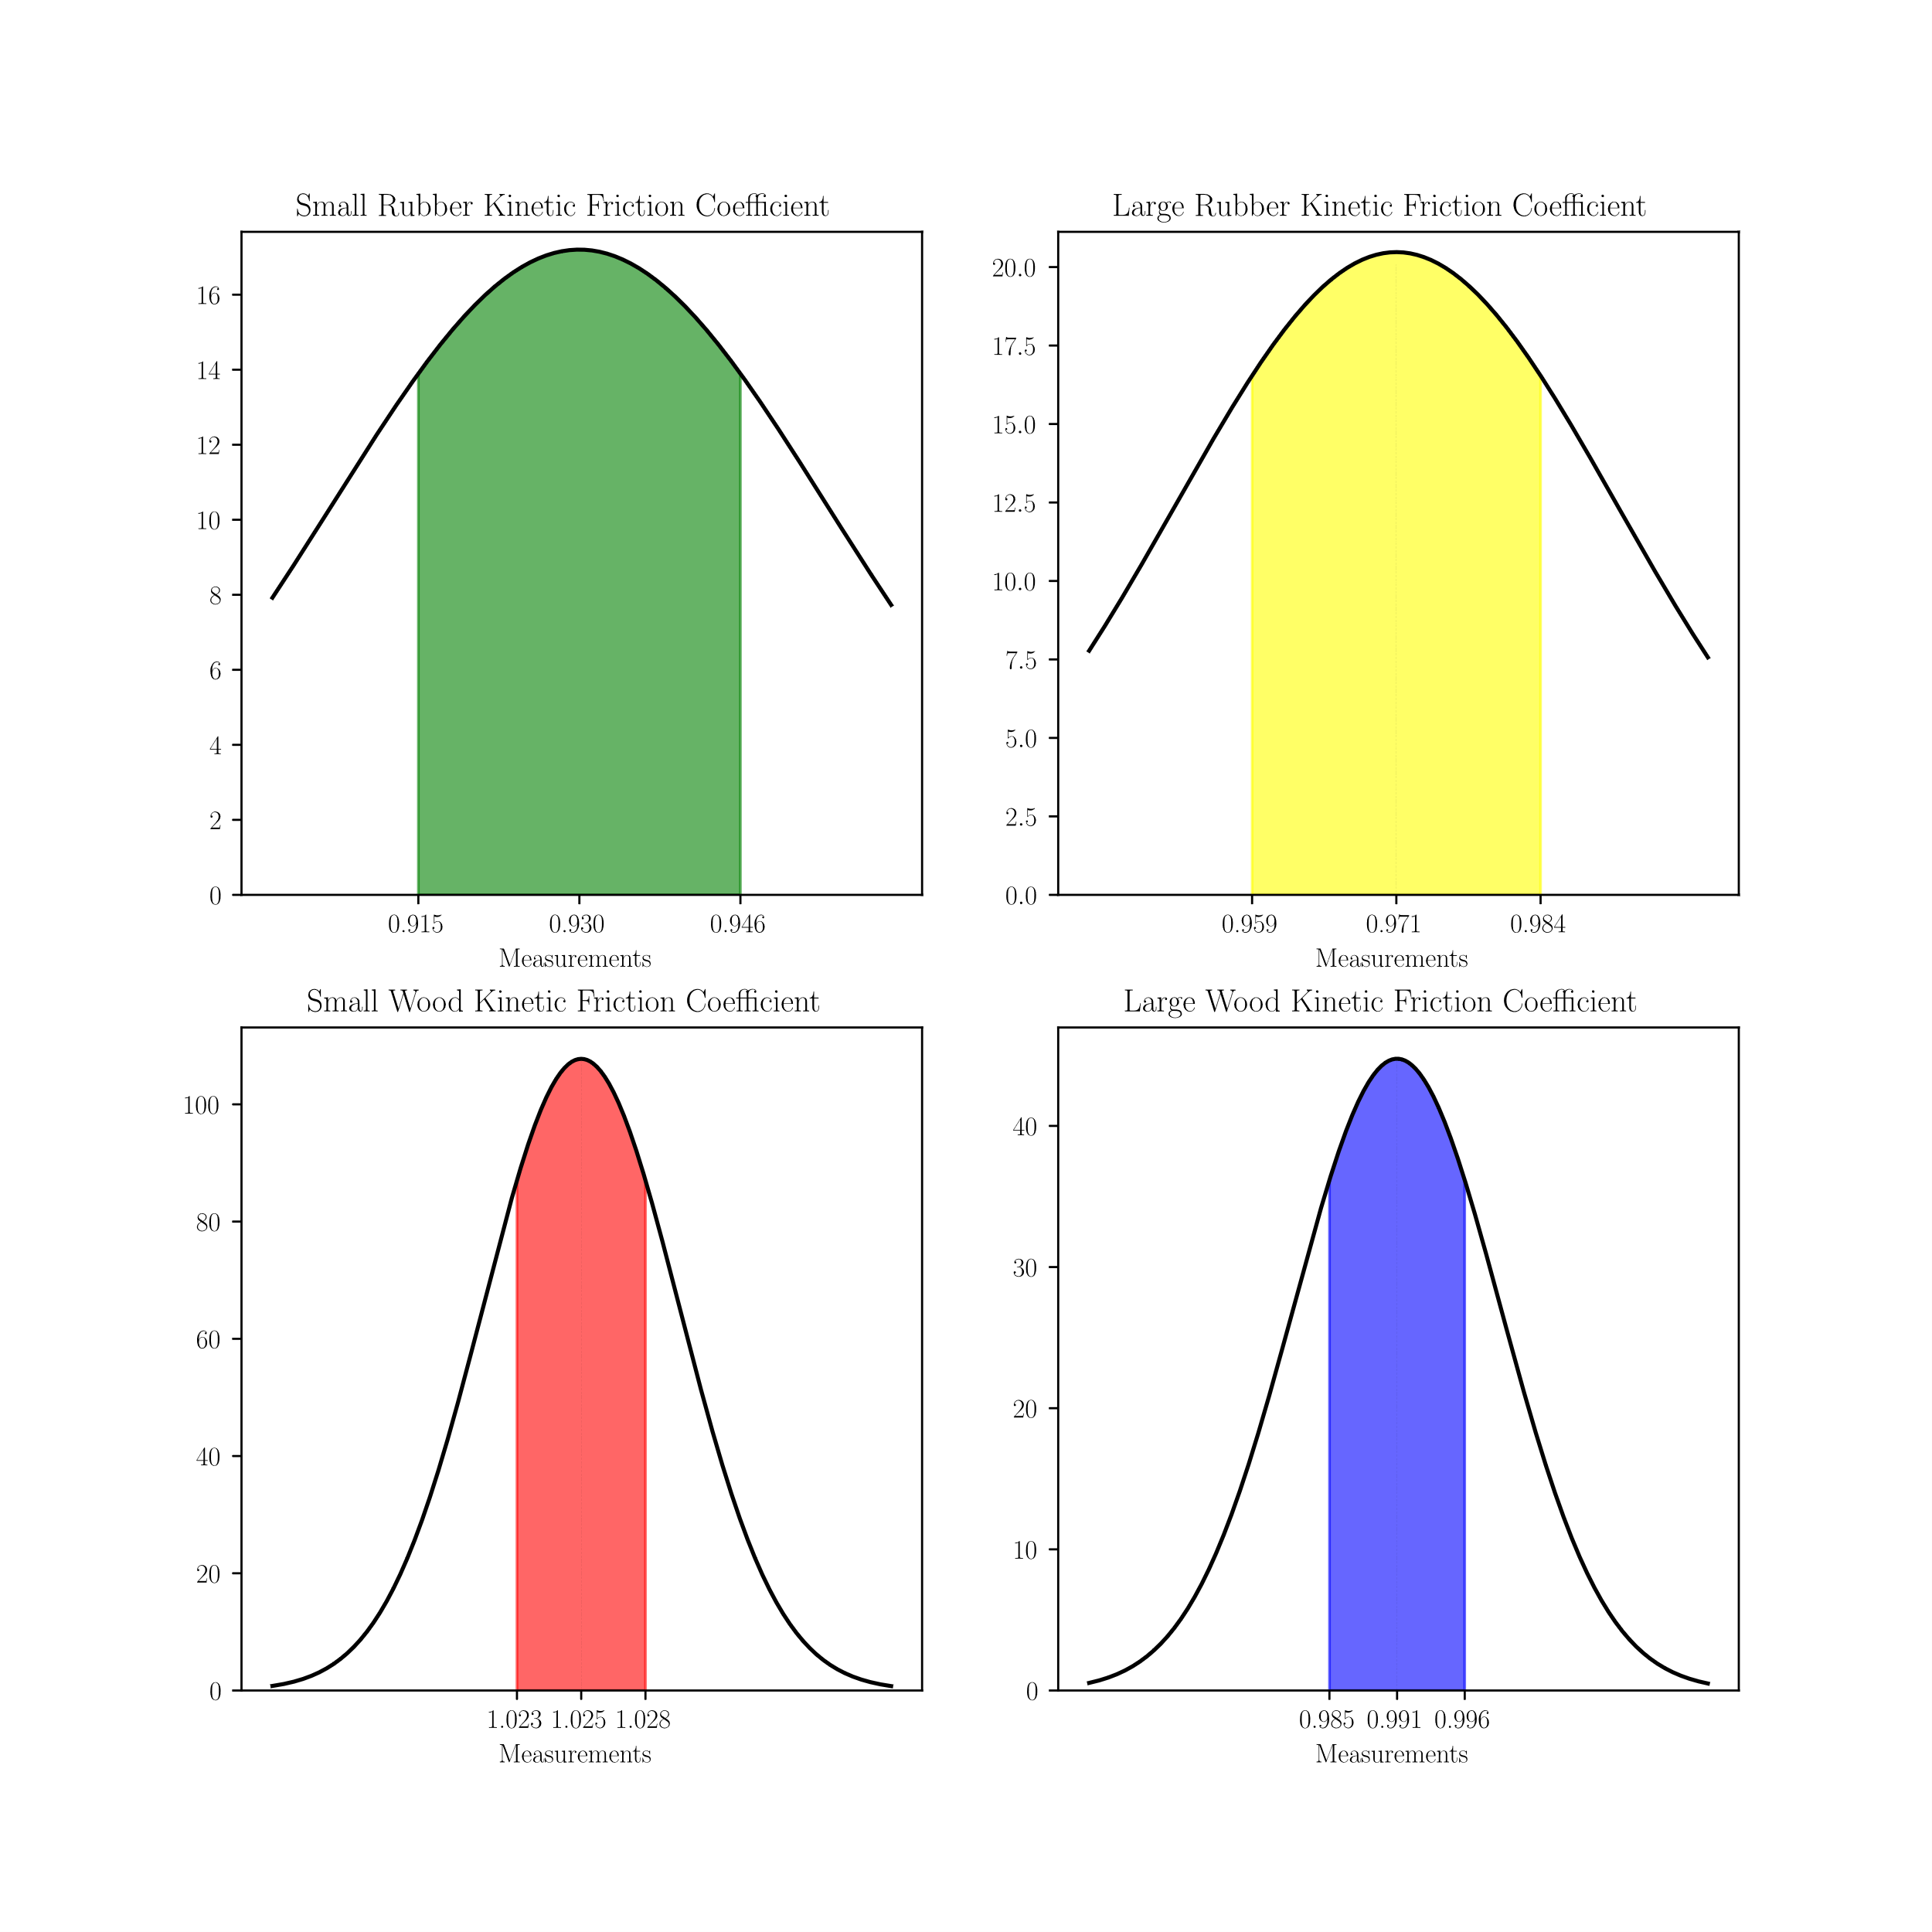 Small Rubber Kinetic Friction Coefficient
16
14
12
10
8
6
4
2
0
0.915 0.930 0.946
Measurements
Large Rubber Kinetic Friction Coefficient
20.0
17.5
15.0
12.5
10.0
7.5
5.0
2.5
0.0
0.959 0.971 0.984
Measurements
Small Wood Kinetic Friction Coefficient
100
80
60
40
20
0
1.023 1.025 1.028
Measurements
Large Wood Kinetic Friction Coefficient
40
30
20
10
0
0.985 0.991 0.996
Measurements